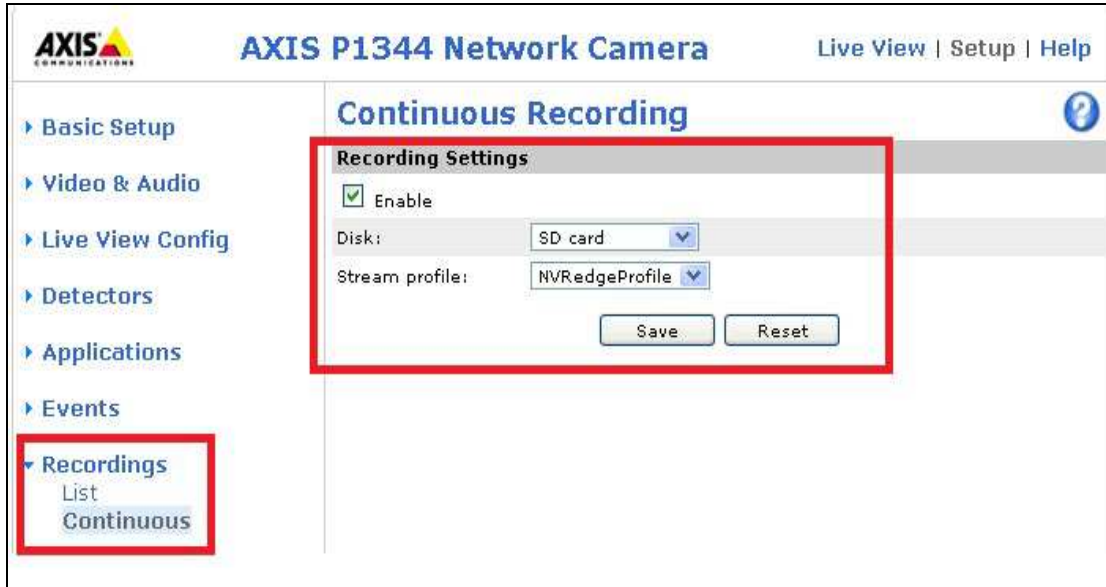 AXIS
COMMUNICATIONS
AXIS P1344 Network Camera
Live View | Setup | Help
Basic Setup
Video & Audio
Live View Config
Detectors
Applications
Events
Recordings
List
Continuous
Continuous Recording
?
Recording Settings
Enable
Disk: SD card
Stream profile: NVRedgeProfile
Save Reset